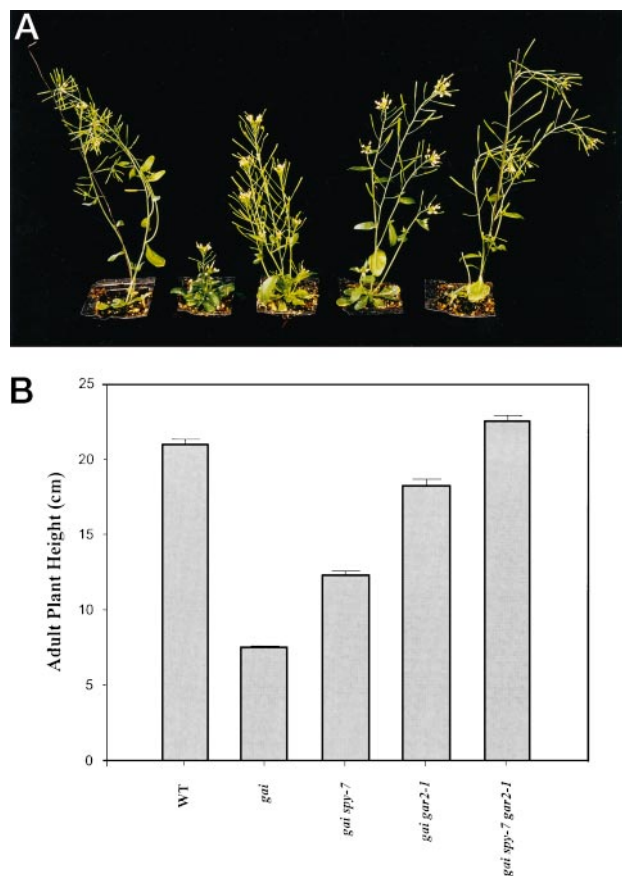 A
B
Adult Plant Height (cm)
25
20
15
10
5
0
WT
gai
gai spy-7
gai gar2-1
gai spy-7 gar2-1